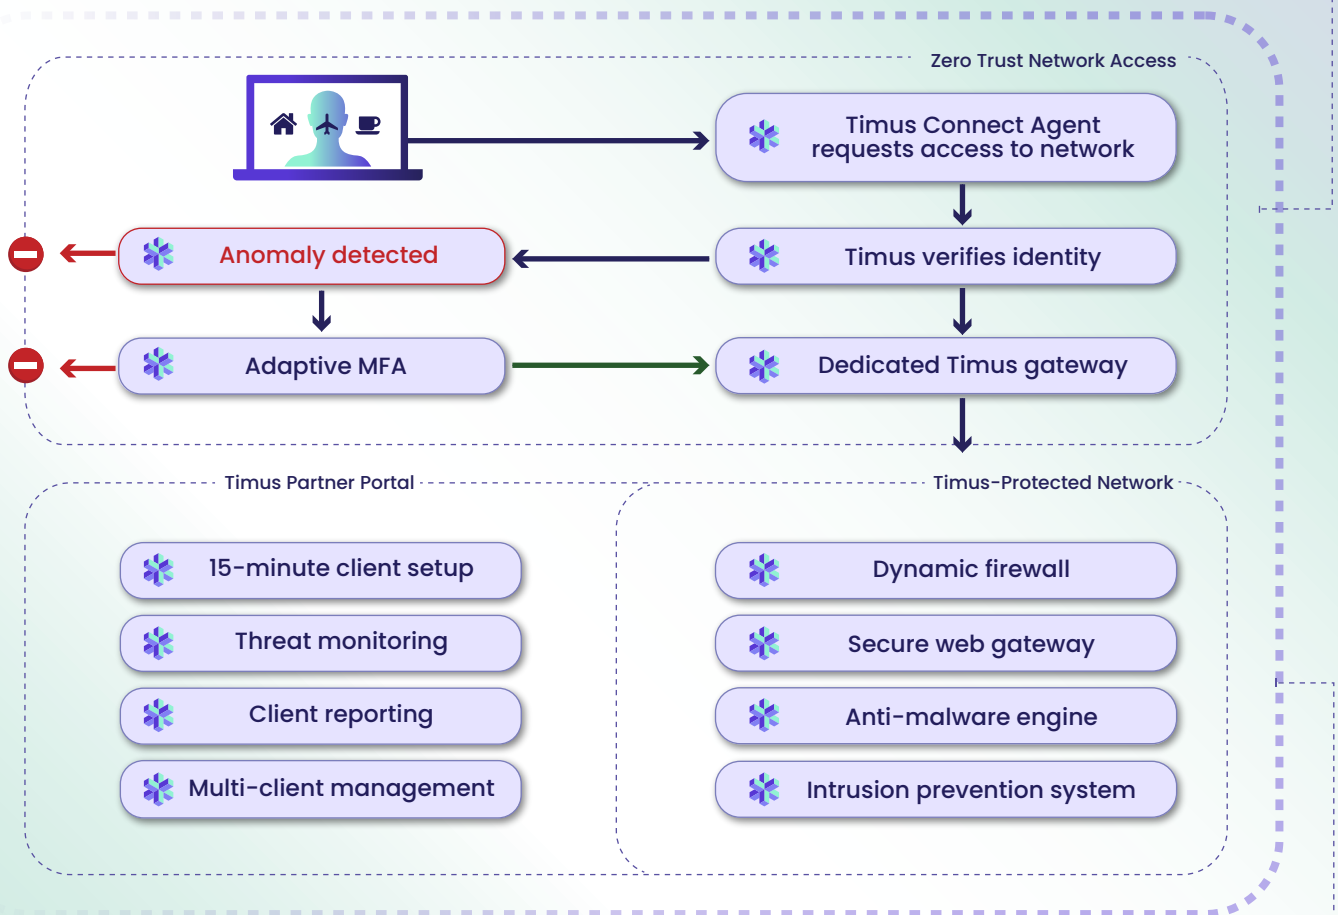 Zero Trust Network Access
Timus Connect Agent
requests access to network
Anomaly detected
Timus verifies identity
Adaptive MFA
Dedicated Timus gateway
Timus Partner Portal
Timus-Protected Network
15-minute client setup
Dynamic firewall
Threat monitoring
Secure web gateway
Client reporting
Anti-malware engine
Multi-client management
Intrusion prevention system